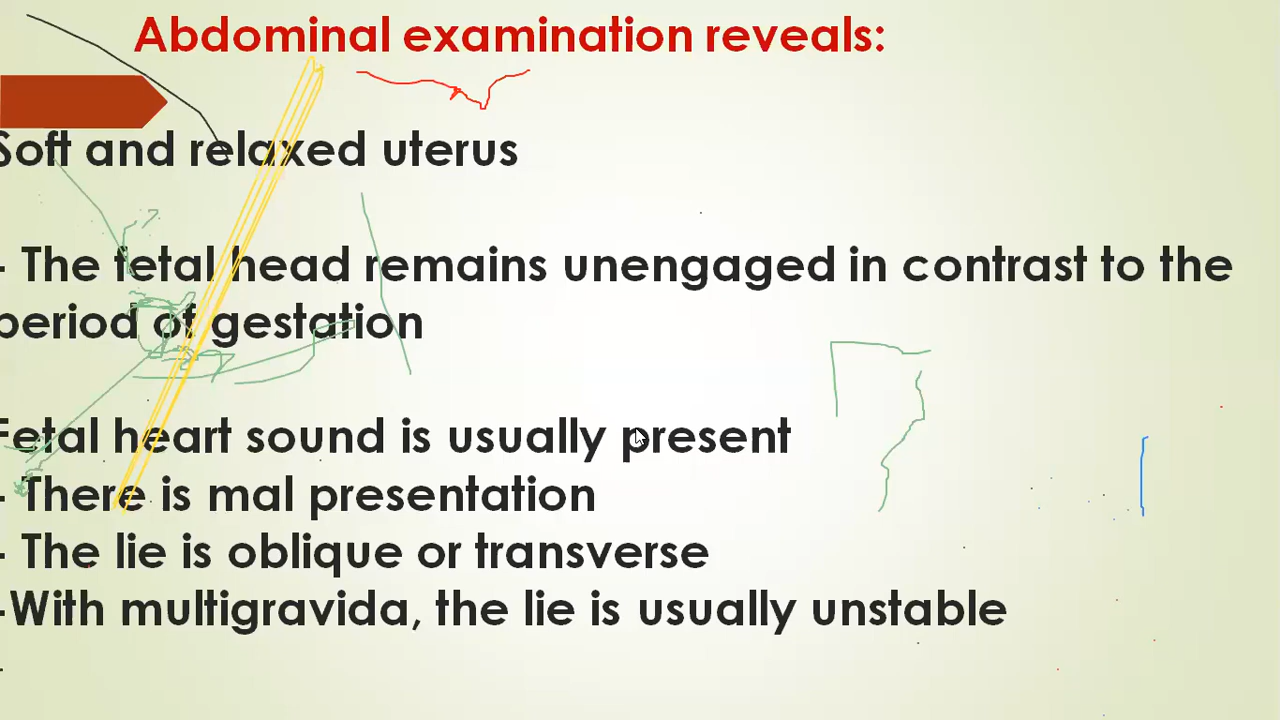 Abdominal examination reveals:
Soft and relaxed uterus
- The fetal head remains unengaged in contrast to the
period of gestation
Fetal heart sound is usually present
- There is mal presentation
- The lie is oblique or transverse
-With multigravida, the lie is usually unstable
-